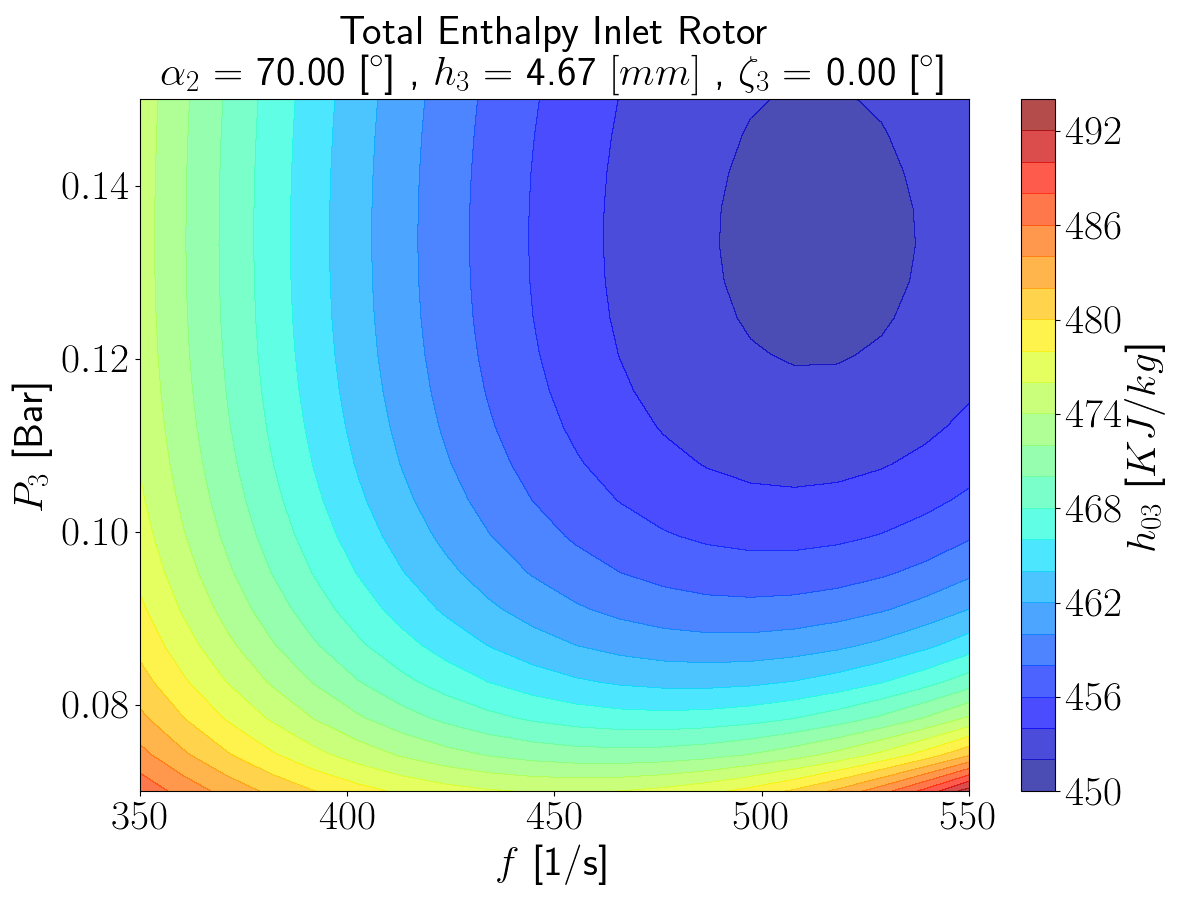 Total Enthalpy Inlet Rotor
α₂ = 70.00 [°] , h₃ = 4.67 [mm] , ζ₃ = 0.00 [°]
0.14
0.12
0.10
0.08
P₃ [Bar]
350 400 450 500 550
f [1/s]
492
486
480
474
468
462
456
450
h₀₃ [KJ/kg]